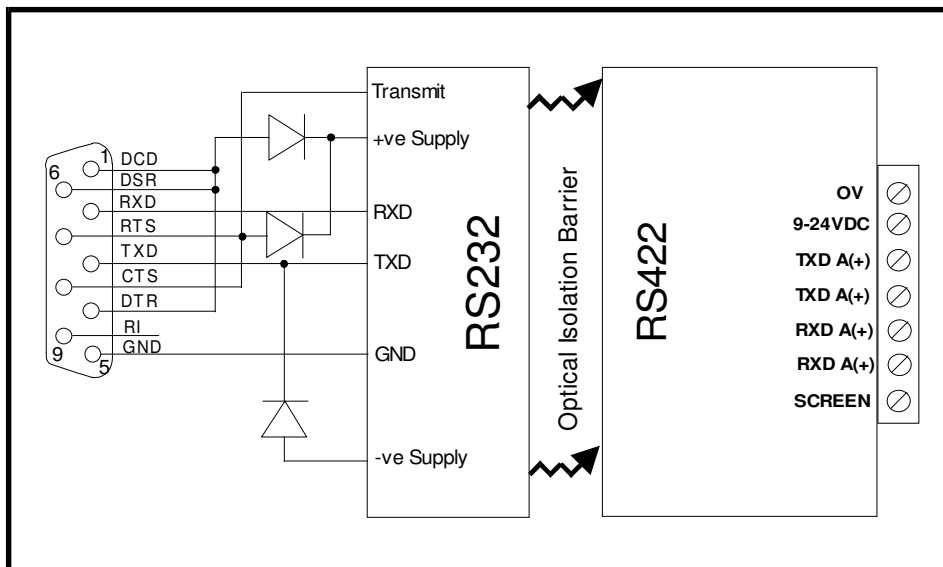 1
6
DCD
DSR
RXD
RTS
TXD
CTS
DTR
RI
GND
9
5
Transmit
+ve Supply
RXD
TXD
GND
-ve Supply
RS232
Optical Isolation Barrier
RS422
OV
9-24VDC
TXD A(+)
TXD A(+)
RXD A(+)
RXD A(+)
SCREEN